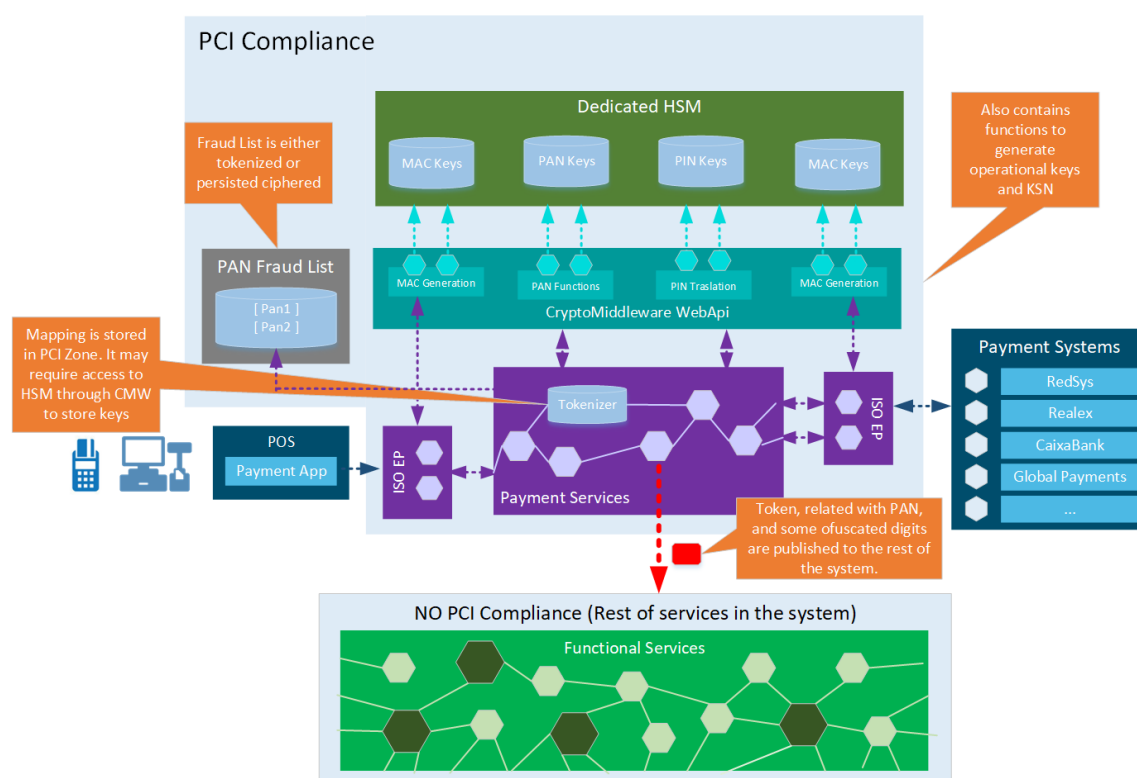 PCI Compliance
Dedicated HSM
MAC Keys
PAN Keys
PIN Keys
MAC Keys
Fraud List is either
tokenized or
persisted ciphered
Also contains
functions to
generate
operational keys
and KSN
PAN Fraud List
[ Pan1 ]
[ Pan2 ]
MAC Generation
PAN Functions
PIN Traslation
MAC Generation
CryptoMiddleware WebApi
Mapping is stored
in PCI Zone. It may
require access to
HSM through CMW
to store keys
Tokenizer
Payment Services
ISO EP
ISO EP
POS
Payment App
Payment Systems
RedSys
Realex
CaixaBank
Global Payments
...
Token, related with PAN,
and some ofuscated digits
are published to the rest of
the system.
NO PCI Compliance (Rest of services in the system)
Functional Services